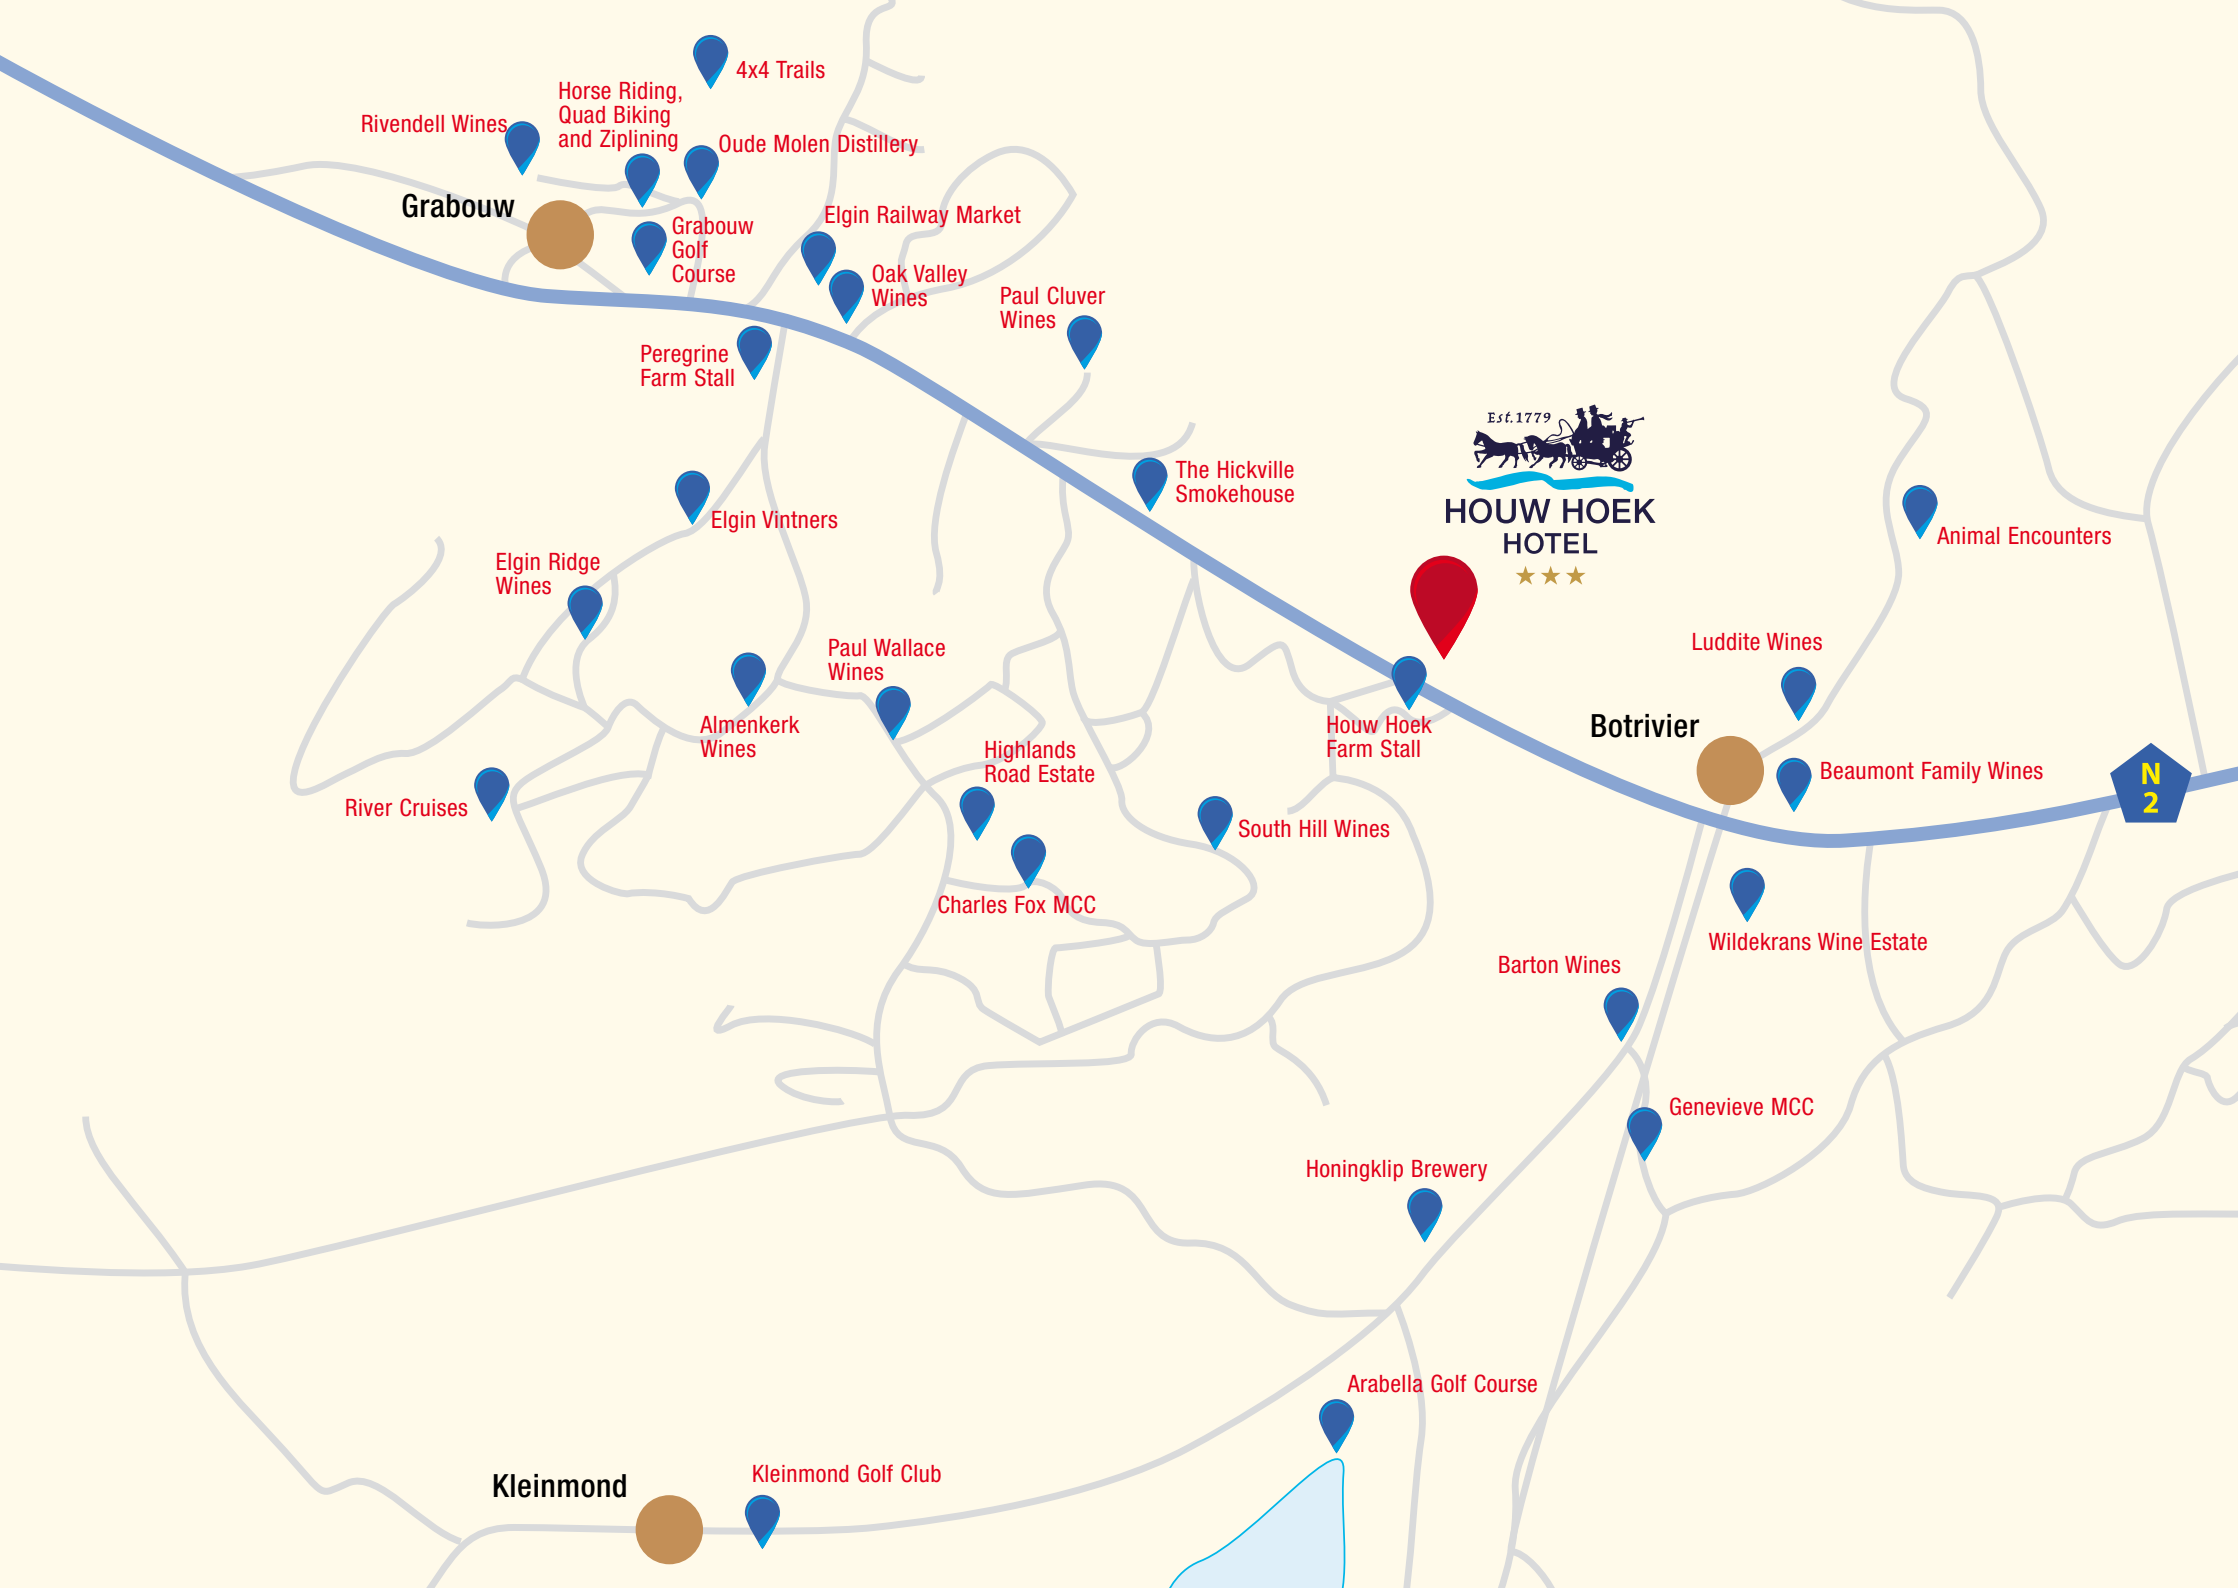 4x4 Trails
Horse Riding,
Quad Biking
and Ziplining
Rivendell Wines
Oude Molen Distillery
Grabouw
Elgin Railway Market
Grabouw
Golf
Course
Oak Valley
Wines
Paul Cluver
Wines
Peregrine
Farm Stall
Est.1779
The Hickville
Smokehouse
HOUW HOEK
HOTEL
Elgin Vintners
Animal Encounters
Elgin Ridge
Wines
Luddite Wines
Paul Wallace
Wines
Almenkerk
Wines
Houw Hoek
Farm Stall
Botrivier
Highlands
Road Estate
Beaumont Family Wines
N
2
River Cruises
South Hill Wines
Charles Fox MCC
Wildekrans Wine Estate
Barton Wines
Genevieve MCC
Honingklip Brewery
Arabella Golf Course
Kleinmond
Kleinmond Golf Club